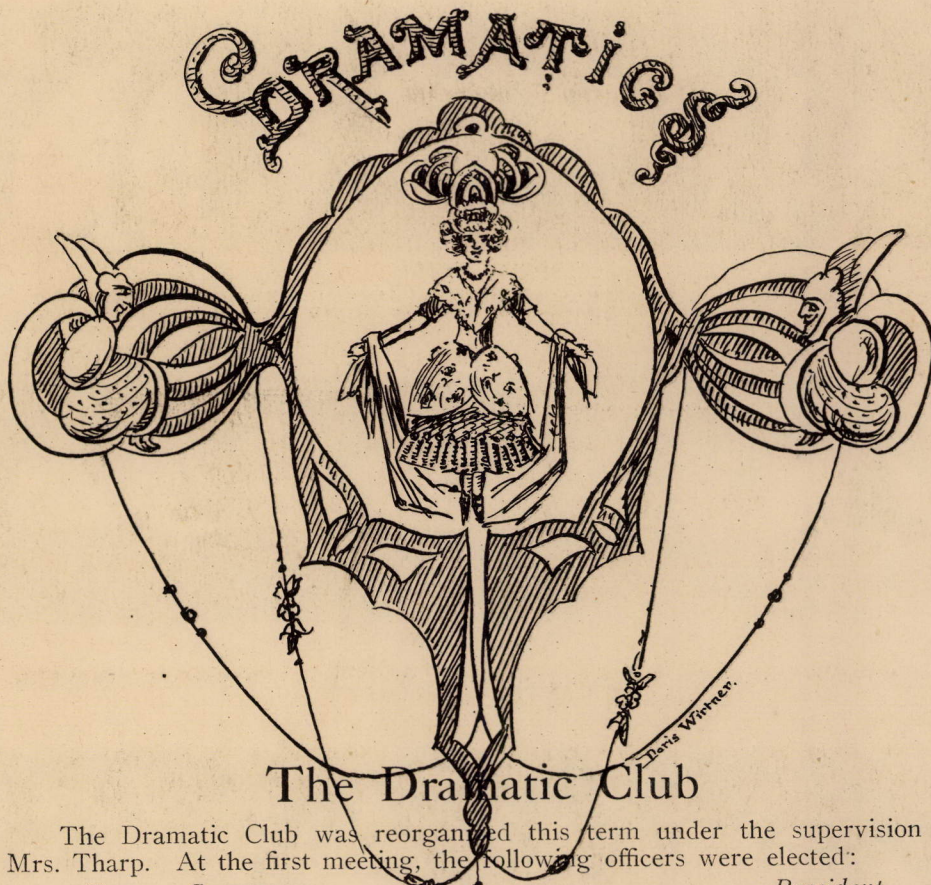 DRAMATICS
Doris Wirtner.
The Dramatic Club
The Dramatic Club was reorganized this term under the supervision
Mrs. Tharp. At the first meeting, the following officers were elected:
President